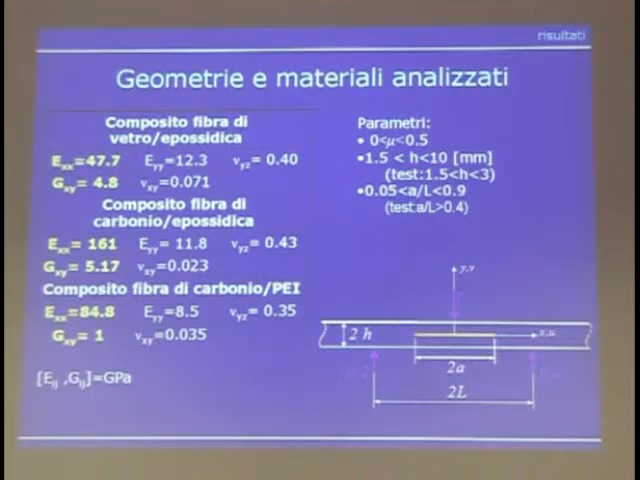 risultati
Geometrie e materiali analizzati
Composito fibra di
vetro/epossidica
Exx=47.7 Eyy=12.3 νyz= 0.40
Gxy= 4.8 νxy=0.071
Composito fibra di
carbonio/epossidica
Exx= 161 Eyy= 11.8 νyz= 0.43
Gxy= 5.17 νxy=0.023
Composito fibra di carbonio/PEI
Exx=84.8 Eyy=8.5 νyz= 0.35
Gxy= 1 νxy=0.035
[Eij ,Gij]=GPa
Parametri:
• 0<μ<0.5
•1.5 < h<10 [mm]
(test:1.5<h<3)
•0.05<a/L<0.9
(test:a/L>0.4)
y,v
2 h
x,u
2a
2L